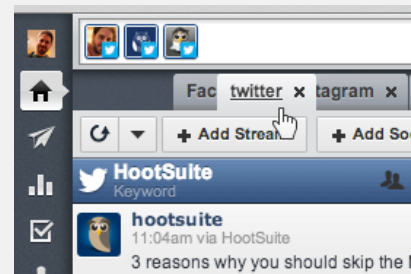 Fac twitter × tagram ×
+ Add Strea + Add So
HootSuite
Keyword
hootsuite
11:04am via HootSuite
3 reasons why you should skip the